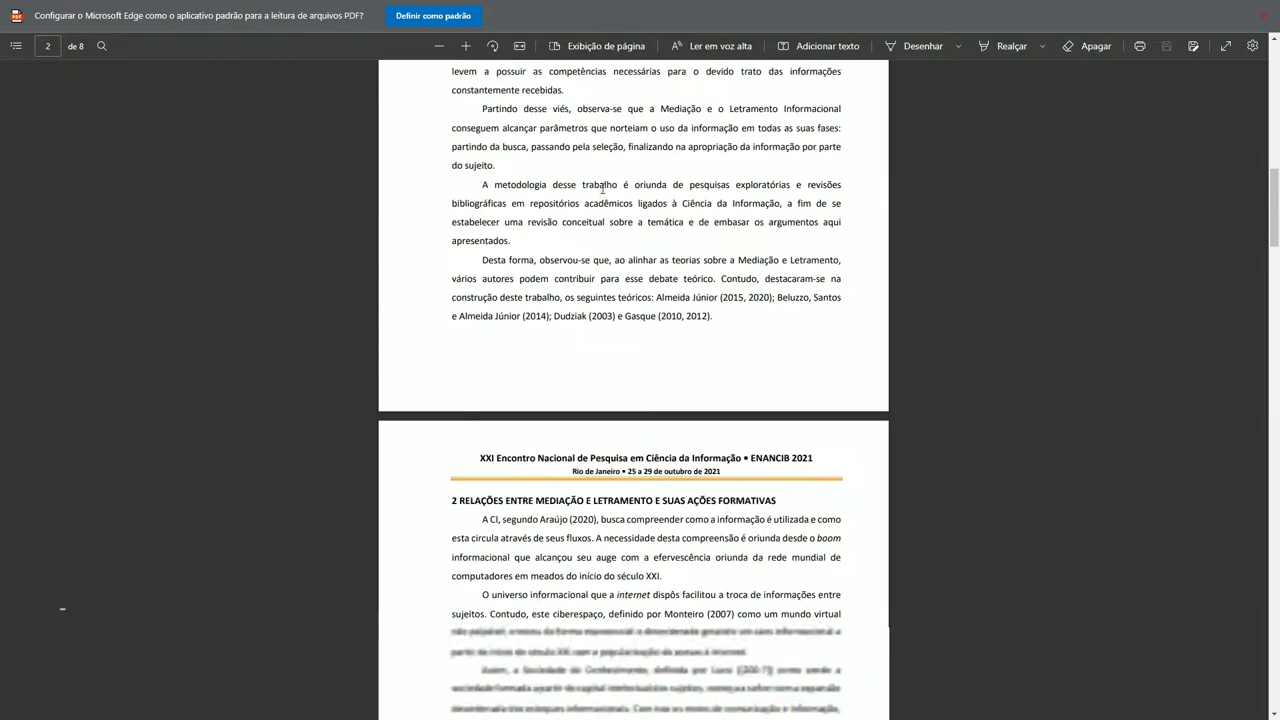 Configurar o Microsoft Edge como o aplicativo padrão para a leitura de arquivos PDF?
Definir como padrão
2 de 8
Exibição de página
Ler em voz alta
Adicionar texto
Desenhar
Realçar
Apagar
levem a possuir as competências necessárias para o devido trato das informações
constantemente recebidas.
Partindo desse viés, observa-se que a Mediação e o Letramento Informacional
conseguem alcançar parâmetros que norteiam o uso da informação em todas as suas fases:
partindo da busca, passando pela seleção, finalizando na apropriação da informação por parte
do sujeito.
A metodologia desse trabalho é oriunda de pesquisas exploratórias e revisões
bibliográficas em repositórios acadêmicos ligados à Ciência da Informação, a fim de se
estabelecer uma revisão conceitual sobre a temática e de embasar os argumentos aqui
apresentados.
Desta forma, observou-se que, ao alinhar as teorias sobre a Mediação e Letramento,
vários autores podem contribuir para esse debate teórico. Contudo, destacaram-se na
construção deste trabalho, os seguintes teóricos: Almeida Júnior (2015, 2020); Beluzzo, Santos
e Almeida Júnior (2014); Dudziak (2003) e Gasque (2010, 2012).
XXI Encontro Nacional de Pesquisa em Ciência da Informação • ENANCIB 2021
Rio de Janeiro • 25 a 29 de outubro de 2021
2 RELAÇÕES ENTRE MEDIAÇÃO E LETRAMENTO E SUAS AÇÕES FORMATIVAS
A CI, segundo Araújo (2020), busca compreender como a informação é utilizada e como
esta circula através de seus fluxos. A necessidade desta compreensão é oriunda desde o boom
informacional que alcançou seu auge com a efervescência oriunda da rede mundial de
computadores em meados do início do século XXI.
O universo informacional que a internet dispôs facilitou a troca de informações entre
sujeitos. Contudo, este ciberespaço, definido por Monteiro (2007) como um mundo virtual